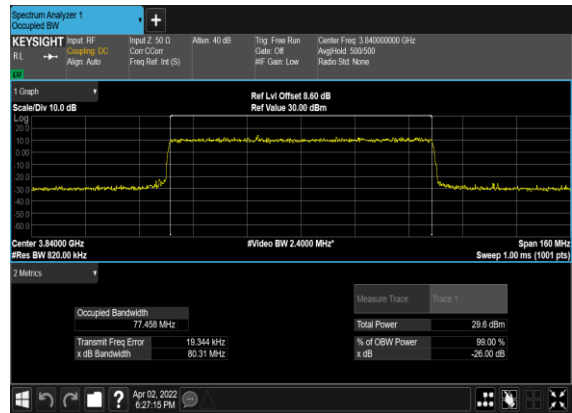 Spectrum Analyzer 1
Occupied BW
KEYSIGHT Input: RF Input Z: 50 Ω Atten: 40 dB Trig: Free Run Center Freq: 3.840000000 GHz
RL Coupling: DC Corr CCorr Gate: Off Avg|Hold: 500/500
Align: Auto Freq Ref: Int (S) #IF Gain: Low Radio Std: None
1 Graph
Ref Lvl Offset 8.60 dB
Scale/Div 10.0 dB Ref Value 30.00 dBm
Log
20.0
10.0
0.00
-10.0
-20.0
-30.0
-40.0
-50.0
-60.0
Center 3.84000 GHz #Video BW 2.4000 MHz* Span 160 MHz
#Res BW 820.00 kHz Sweep 1.00 ms (1001 pts)
2 Metrics
Measure Trace Trace 1
Occupied Bandwidth
77.458 MHz Total Power 29.6 dBm
Transmit Freq Error 19.344 kHz % of OBW Power 99.00 %
x dB Bandwidth 80.31 MHz x dB -26.00 dB
Apr 02, 2022
6:27:15 PM